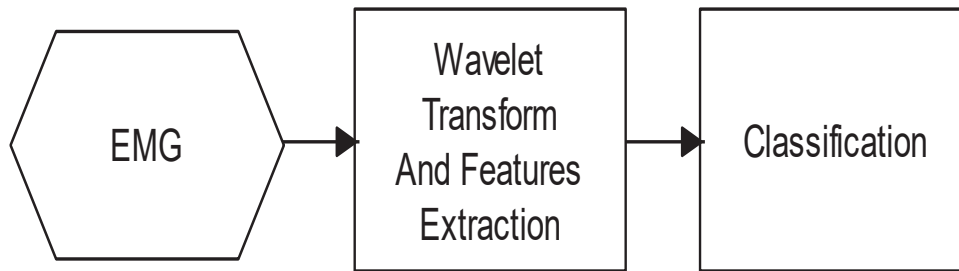 EMG
Wavelet
Transform
And Features
Extraction
Classification